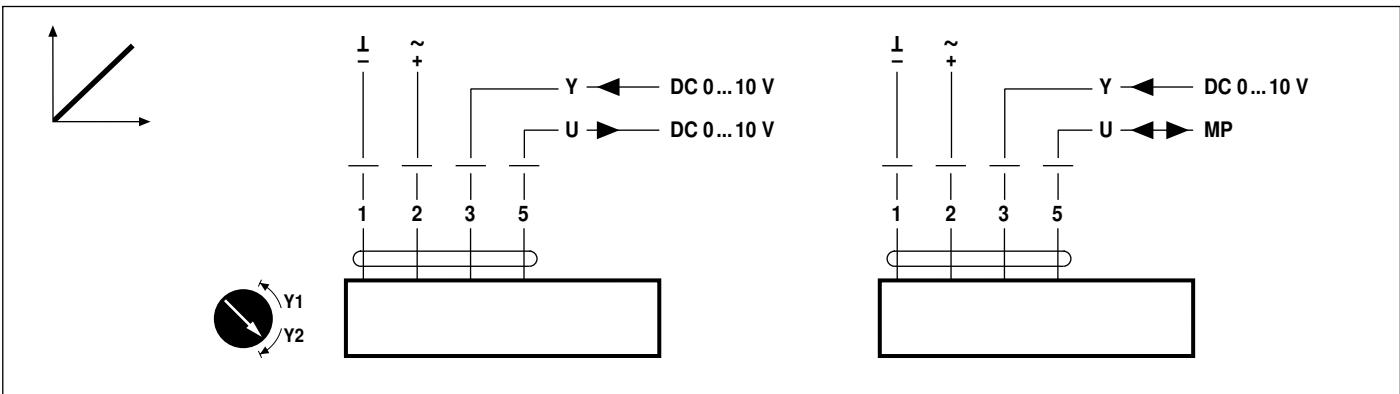 ⊥ ~ ⊥ ~
− + − +
Y DC 0...10 V Y DC 0...10 V
U DC 0...10 V U MP
1 2 3 5 1 2 3 5
Y1
Y2